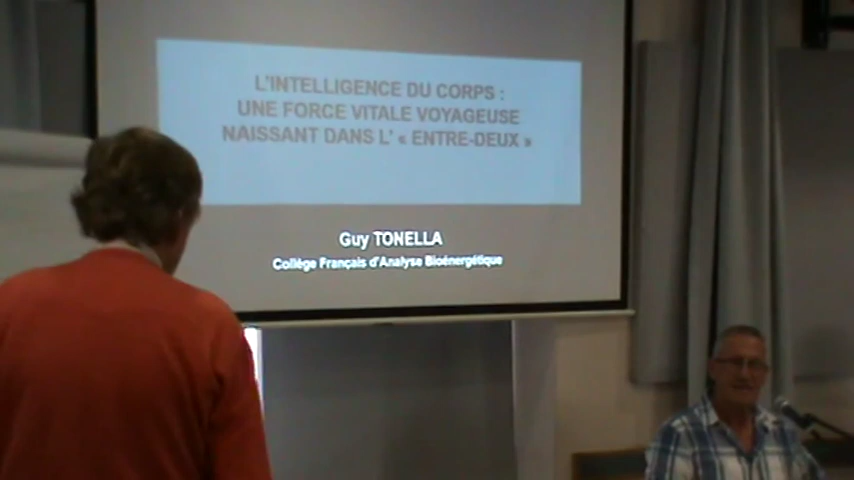 L'INTELLIGENCE DU CORPS :
UNE FORCE VITALE VOYAGEUSE
NAISSANT DANS L' « ENTRE-DEUX »
Guy TONELLA
Collège Français d'Analyse Bioénergétique